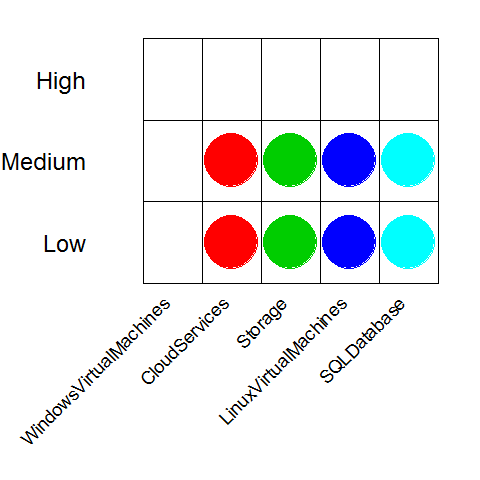 High
Medium
Low
WindowsVirtualMachines
CloudServices
Storage
LinuxVirtualMachines
SQLDatabase